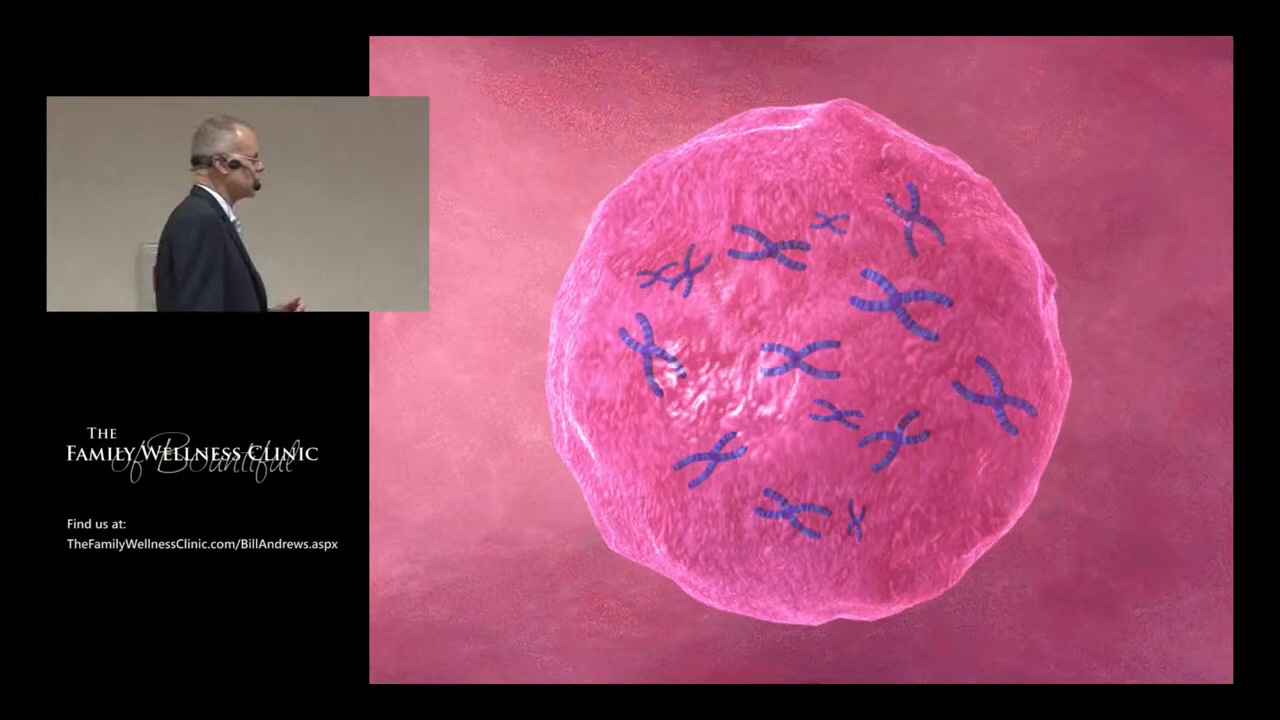 THE
FAMILY WELLNESS CLINIC
of Bountiful
Find us at:
TheFamilyWellnessClinic.com/BillAndrews.aspx